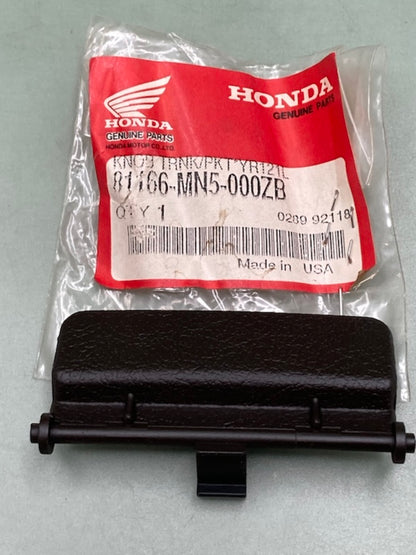 HONDA
GENUINE PARTS
HONDA MOTOR CO., LTD.
HONDA
GENUINE
PARTS
KNOB TRNK/PKT *YR121L
81166-MN5-000ZB
QTY 1
0289 92118
Made in USA